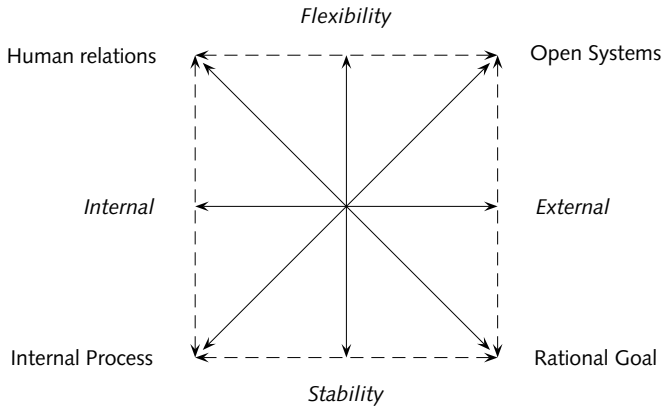 Flexibility
Human relations
Open Systems
Internal
External
Internal Process
Rational Goal
Stability